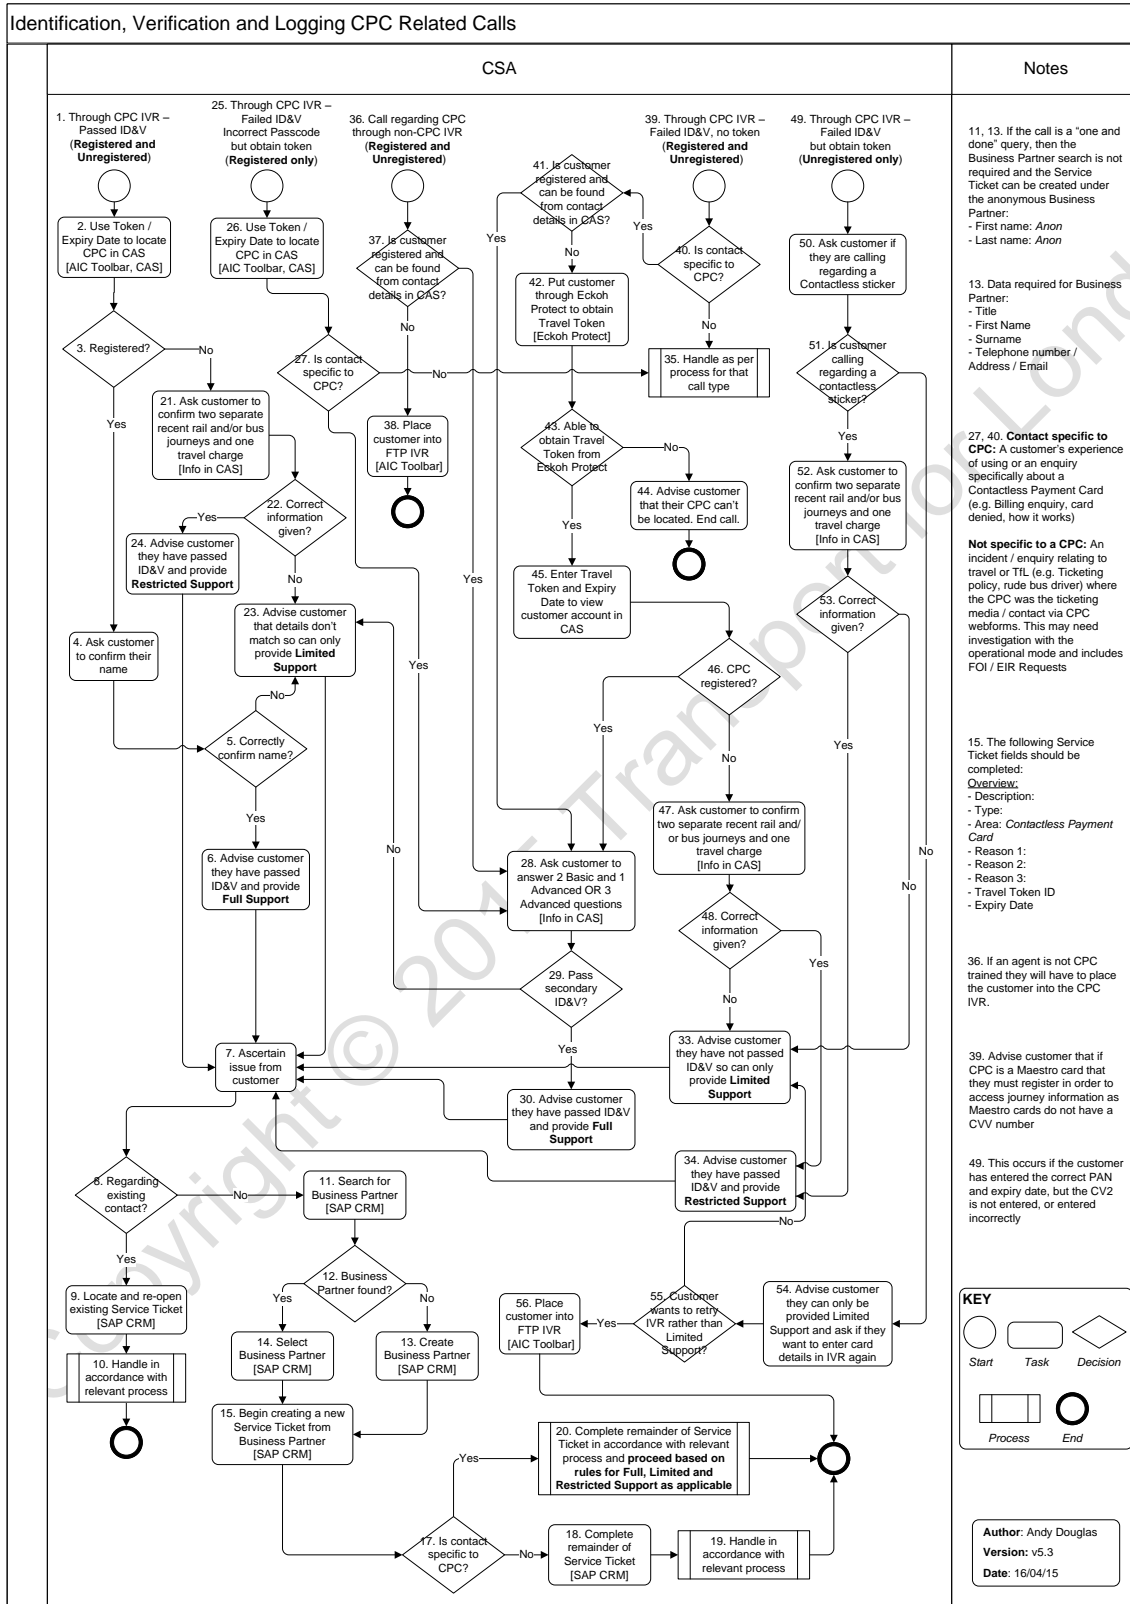 Identification, Verification and Logging CPC Related Calls
CSA
Notes
1. Through CPC IVR –
Passed ID&V
(Registered and
Unregistered)
25. Through CPC IVR –
Failed ID&V
Incorrect Passcode
but obtain token
(Registered only)
36. Call regarding CPC
through non-CPC IVR
(Registered and
Unregistered)
39. Through CPC IVR –
Failed ID&V, no token
(Registered and
Unregistered)
49. Through CPC IVR –
Failed ID&V
but obtain token
(Unregistered only)
2. Use Token /
Expiry Date to locate
CPC in CAS
[AIC Toolbar, CAS]
26. Use Token /
Expiry Date to locate
CPC in CAS
[AIC Toolbar, CAS]
37. Is customer
registered and
can be found
from contact
details in CAS?
41. Is customer
registered and
can be found
from contact
details in CAS?
Yes
Yes
40. Is contact
specific to
CPC?
50. Ask customer if
they are calling
regarding a
Contactless sticker
No
42. Put customer
through Eckoh
Protect to obtain
Travel Token
[Eckoh Protect]
Yes
No
No
3. Registered?
No
27. Is contact
specific to
CPC?
No
35. Handle as per
process for that
call type
51. Is customer
calling
regarding a
contactless
sticker?
21. Ask customer to
confirm two separate
recent rail and/or bus
journeys and one
travel charge
[Info in CAS]
Yes
38. Place
customer into
FTP IVR
[AIC Toolbar]
43. Able to
obtain Travel
Token from
Eckoh Protect
No
Yes
52. Ask customer to
confirm two separate
recent rail and/or bus
journeys and one
travel charge
[Info in CAS]
22. Correct
information
given?
Yes
44. Advise customer
that their CPC can't
be located. End call.
Yes
24. Advise customer
they have passed
ID&V and provide
Restricted Support
No
45. Enter Travel
Token and Expiry
Date to view
customer account in
CAS
53. Correct
information
given?
23. Advise customer
that details don't
match so can only
provide Limited
Support
4. Ask customer
to confirm their
name
Yes
46. CPC
registered?
No
5. Correctly
confirm name?
Yes
No
Yes
Yes
47. Ask customer to confirm
two separate recent rail and/
or bus journeys and one
travel charge
[Info in CAS]
6. Advise customer
they have passed
ID&V and provide
Full Support
No
28. Ask customer to
answer 2 Basic and 1
Advanced OR 3
Advanced questions
[Info in CAS]
No
No
48. Correct
information
given?
Yes
29. Pass
secondary
ID&V?
No
7. Ascertain
issue from
customer
Yes
33. Advise customer
they have not passed
ID&V so can only
provide Limited
Support
30. Advise customer
they have passed ID&V
and provide Full
Support
8. Regarding
existing
contact?
No
11. Search for
Business Partner
[SAP CRM]
34. Advise customer
they have passed
ID&V and provide
Restricted Support
No
Yes
12. Business
Partner found?
Yes
No
9. Locate and re-open
existing Service Ticket
[SAP CRM]
56. Place
customer into
FTP IVR
[AIC Toolbar]
Yes
55. Customer
wants to retry
IVR rather than
Limited
Support?
54. Advise customer
they can only be
provided Limited
Support and ask if they
want to enter card
details in IVR again
14. Select
Business Partner
[SAP CRM]
13. Create
Business Partner
[SAP CRM]
10. Handle in
accordance with
relevant process
15. Begin creating a new
Service Ticket from
Business Partner
[SAP CRM]
Yes
20. Complete remainder of Service
Ticket in accordance with relevant
process and proceed based on
rules for Full, Limited and
Restricted Support as applicable
17. Is contact
specific to
CPC?
No
18. Complete
remainder of
Service Ticket
[SAP CRM]
19. Handle in
accordance with
relevant process
11, 13. If the call is a "one and
done" query, then the
Business Partner search is not
required and the Service
Ticket can be created under
the anonymous Business
Partner:
- First name: Anon
- Last name: Anon
13. Data required for Business
Partner:
- Title
- First Name
- Surname
- Telephone number /
Address / Email
27, 40. Contact specific to
CPC: A customer's experience
of using or an enquiry
specifically about a
Contactless Payment Card
(e.g. Billing enquiry, card
denied, how it works)
Not specific to a CPC: An
incident / enquiry relating to
travel or TfL (e.g. Ticketing
policy, rude bus driver) where
the CPC was the ticketing
media / contact via CPC
webforms. This may need
investigation with the
operational mode and includes
FOI / EIR Requests
15. The following Service
Ticket fields should be
completed:
Overview:
- Description:
- Type:
- Area: Contactless Payment
Card
- Reason 1:
- Reason 2:
- Reason 3:
- Travel Token ID
- Expiry Date
36. If an agent is not CPC
trained they will have to place
the customer into the CPC
IVR.
39. Advise customer that if
CPC is a Maestro card that
they must register in order to
access journey information as
Maestro cards do not have a
CVV number
49. This occurs if the customer
has entered the correct PAN
and expiry date, but the CV2
is not entered, or entered
incorrectly
KEY
Start
Task
Decision
Process
End
Author: Andy Douglas
Version: v5.3
Date: 16/04/15
Copyright © 2015 Transport for Lond